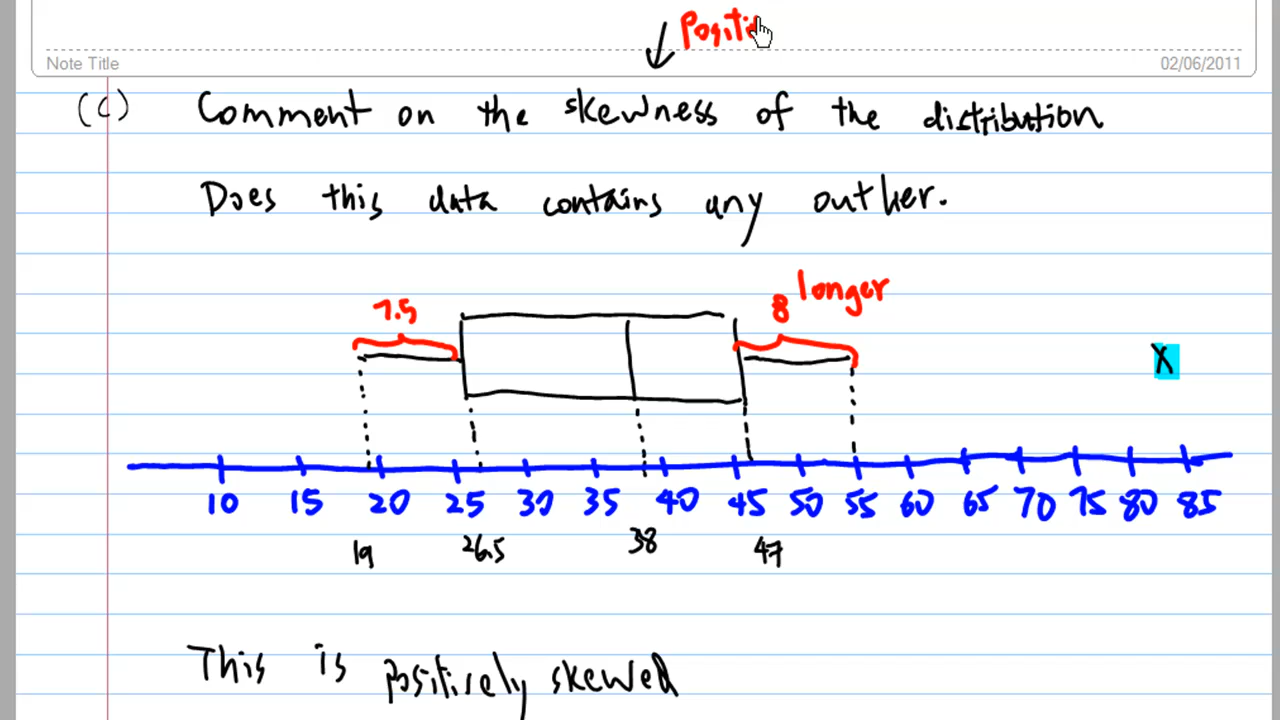 Positi
Note Title 02/06/2011
(C) Comment on the skewness of the distribution
Does this data contains any outlier.
7.5 8 longer
X
10 15 20 25 30 35 40 45 50 55 60 65 70 75 80 85
19 26.5 38 47
This is positively skewed